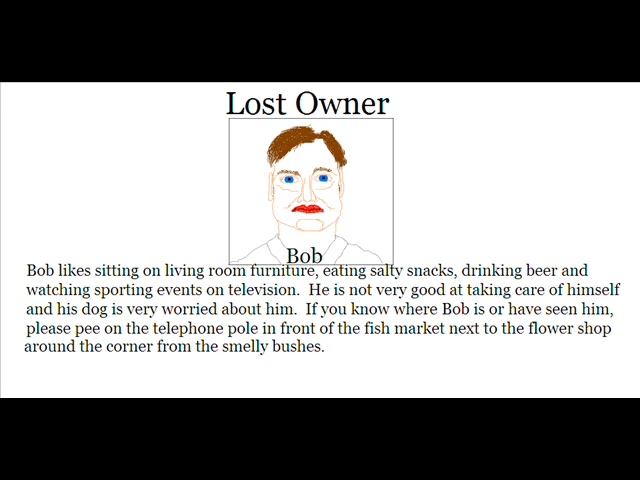 Lost Owner
Bob
Bob likes sitting on living room furniture, eating salty snacks, drinking beer and
watching sporting events on television.  He is not very good at taking care of himself
and his dog is very worried about him.  If you know where Bob is or have seen him,
please pee on the telephone pole in front of the fish market next to the flower shop
around the corner from the smelly bushes.